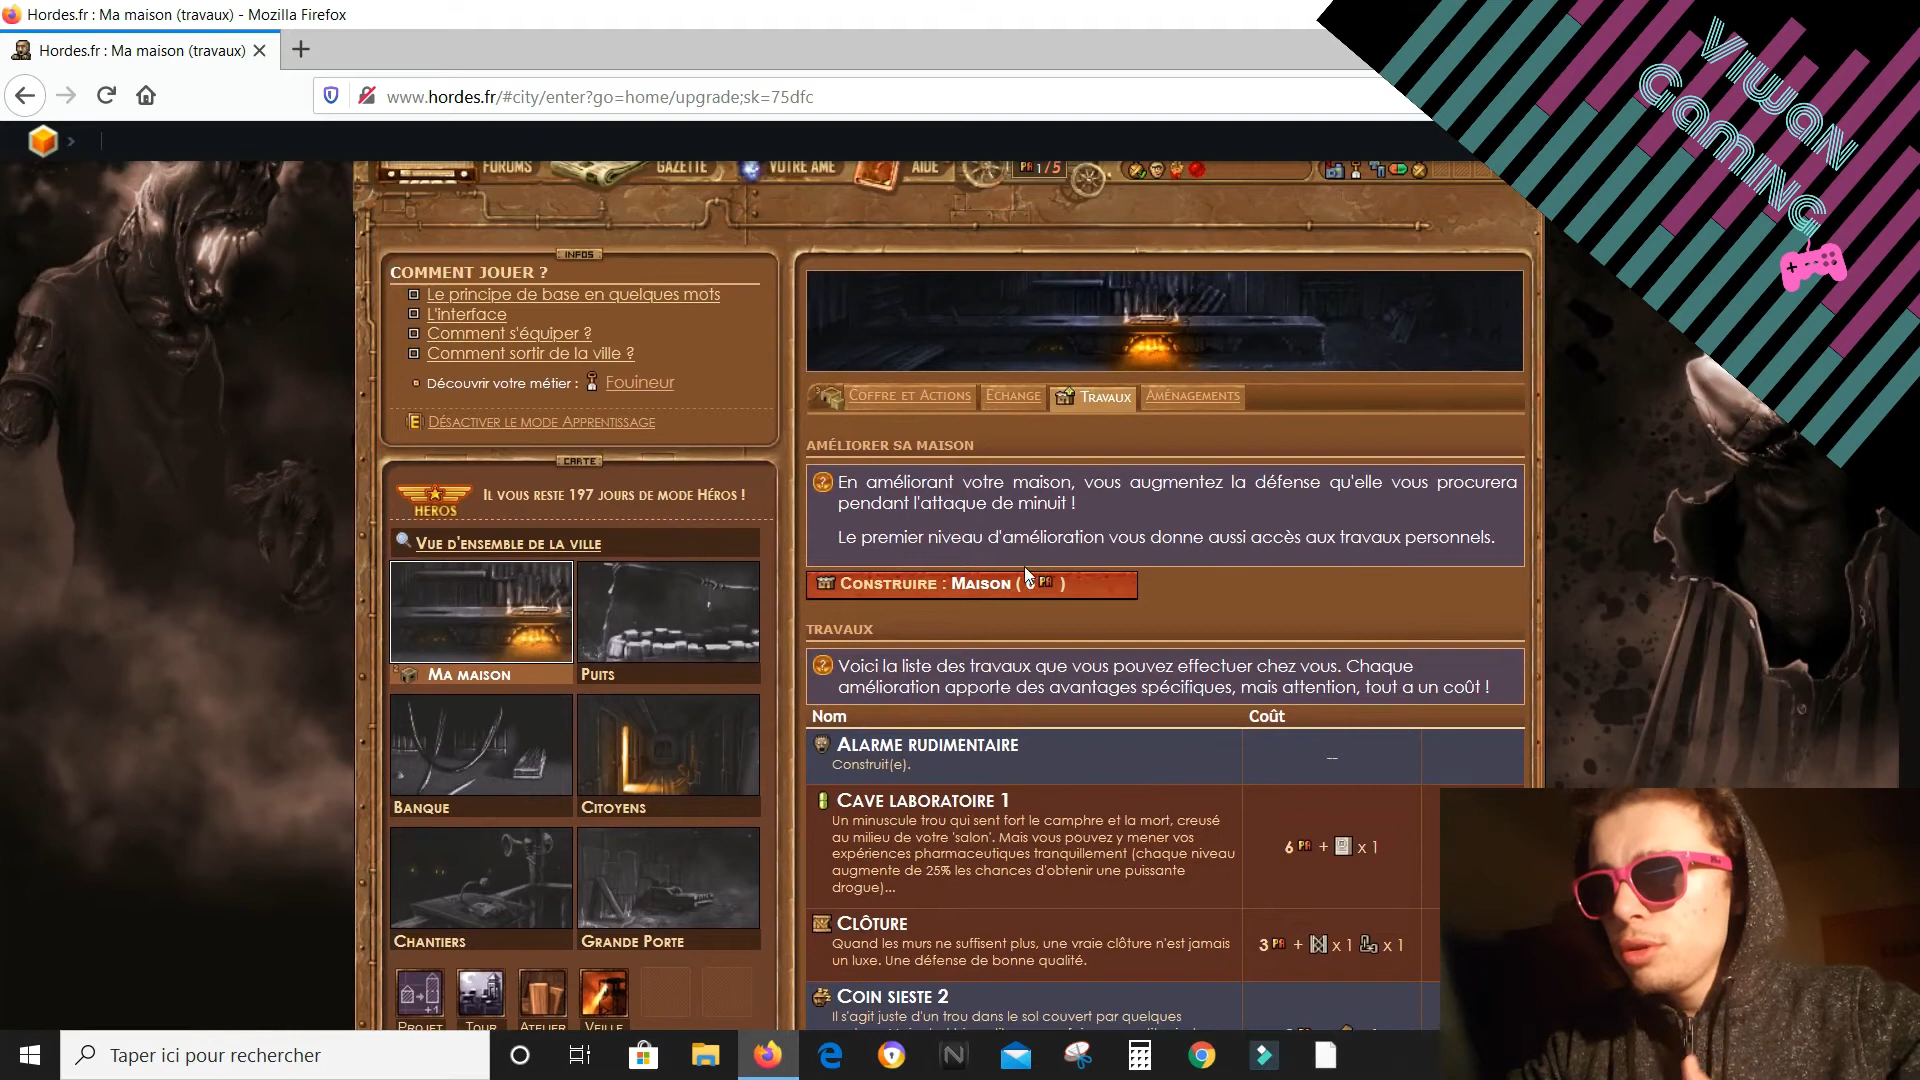 Hordes.fr : Ma maison (travaux) - Mozilla Firefox
Hordes.fr : Ma maison (travaux)
www.hordes.fr/#city/enter?go=home/upgrade;sk=75dfc
VIWAN
GAMING
FORUMS
GAZETTE
VOTRE AME
AIDE
PA 1/5
INFOS
COMMENT JOUER ?
Le principe de base en quelques mots
L'interface
Comment s'équiper ?
Comment sortir de la ville ?
Découvrir votre métier : Fouineur
DÉSACTIVER LE MODE APPRENTISSAGE
CARTE
HEROS
IL VOUS RESTE 197 JOURS DE MODE HÉROS !
VUE D'ENSEMBLE DE LA VILLE
MA MAISON
PUITS
BANQUE
CITOYENS
CHANTIERS
GRANDE PORTE
+1
PROJET
TOUR
ATELIER
VEILLE
COFFRE ET ACTIONS
ECHANGE
TRAVAUX
AMÉNAGEMENTS
AMÉLIORER SA MAISON
En améliorant votre maison, vous augmentez la défense qu'elle vous procurera
pendant l'attaque de minuit !
Le premier niveau d'amélioration vous donne aussi accès aux travaux personnels.
CONSTRUIRE : MAISON ( 6 PA )
TRAVAUX
Voici la liste des travaux que vous pouvez effectuer chez vous. Chaque
amélioration apporte des avantages spécifiques, mais attention, tout a un coût !
Nom
Coût
ALARME RUDIMENTAIRE
Construit(e).
--
CAVE LABORATOIRE 1
Un minuscule trou qui sent fort le camphre et la mort, creusé
au milieu de votre 'salon'. Mais vous pouvez y mener vos
expériences pharmaceutiques tranquillement (chaque niveau
augmente de 25% les chances d'obtenir une puissante
drogue)...
6 PA + x 1
CLÔTURE
Quand les murs ne suffisent plus, une vraie clôture n'est jamais
un luxe. Une défense de bonne qualité.
3 PA + x 1 x 1
COIN SIESTE 2
Il s'agit juste d'un trou dans le sol couvert par quelques
Taper ici pour rechercher